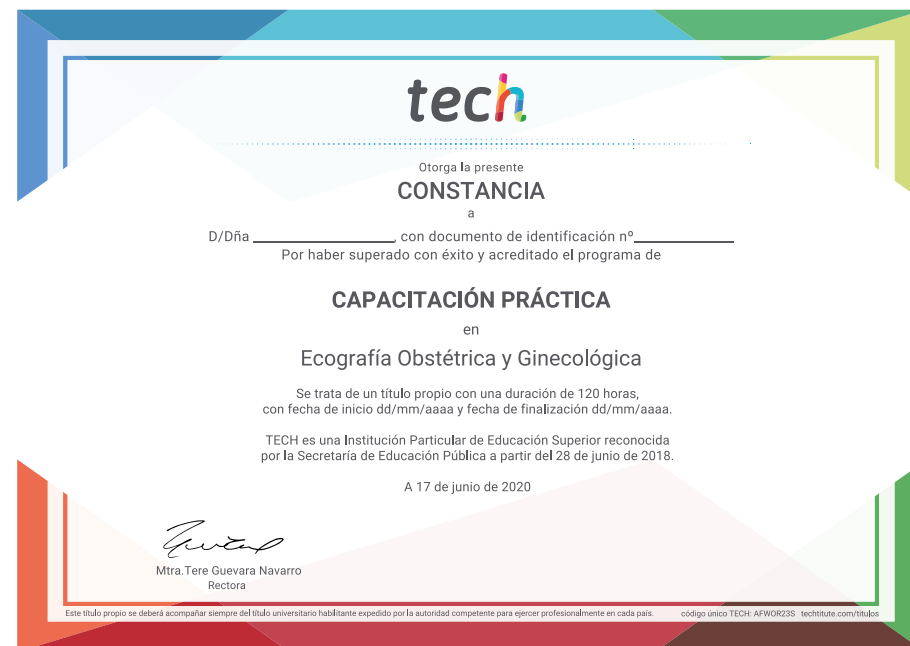 tech
Otorga la presente
CONSTANCIA
a
D/Dña , con documento de identificación nº
Por haber superado con éxito y acreditado el programa de
CAPACITACIÓN PRÁCTICA
en
Ecografía Obstétrica y Ginecológica
Se trata de un título propio con una duración de 120 horas,
con fecha de inicio dd/mm/aaaa y fecha de finalización dd/mm/aaaa.
TECH es una Institución Particular de Educación Superior reconocida
por la Secretaría de Educación Pública a partir del 28 de junio de 2018.
A 17 de junio de 2020
Mtra.Tere Guevara Navarro
Rectora
Este título propio se deberá acompañar siempre del título universitario habilitante expedido por la autoridad competente para ejercer profesionalmente en cada país. código único TECH: AFWOR23S techtitute.com/titulos